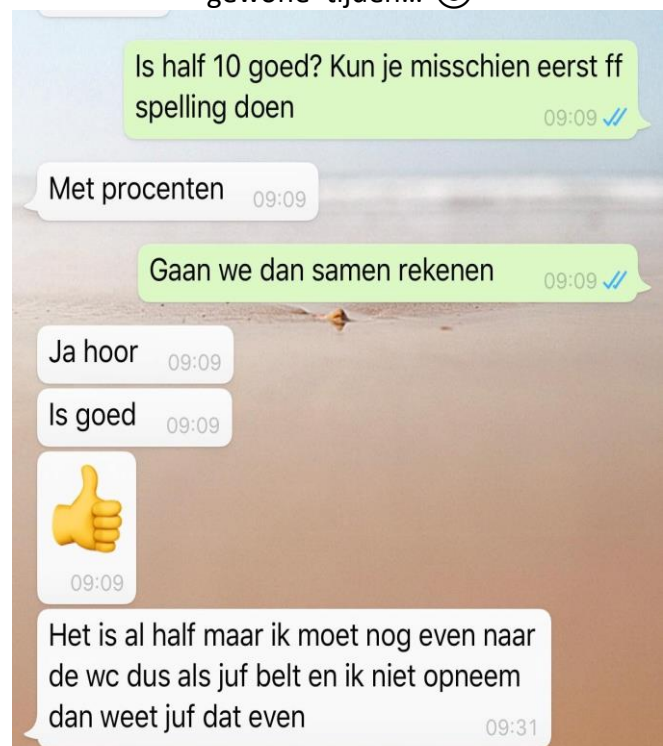 gewone tijden...
Is half 10 goed? Kun je misschien eerst ff
spelling doen
09:09
Met procenten 09:09
Gaan we dan samen rekenen 09:09
Ja hoor 09:09
Is goed 09:09
09:09
Het is al half maar ik moet nog even naar
de wc dus als juf belt en ik niet opneem
dan weet juf dat even 09:31